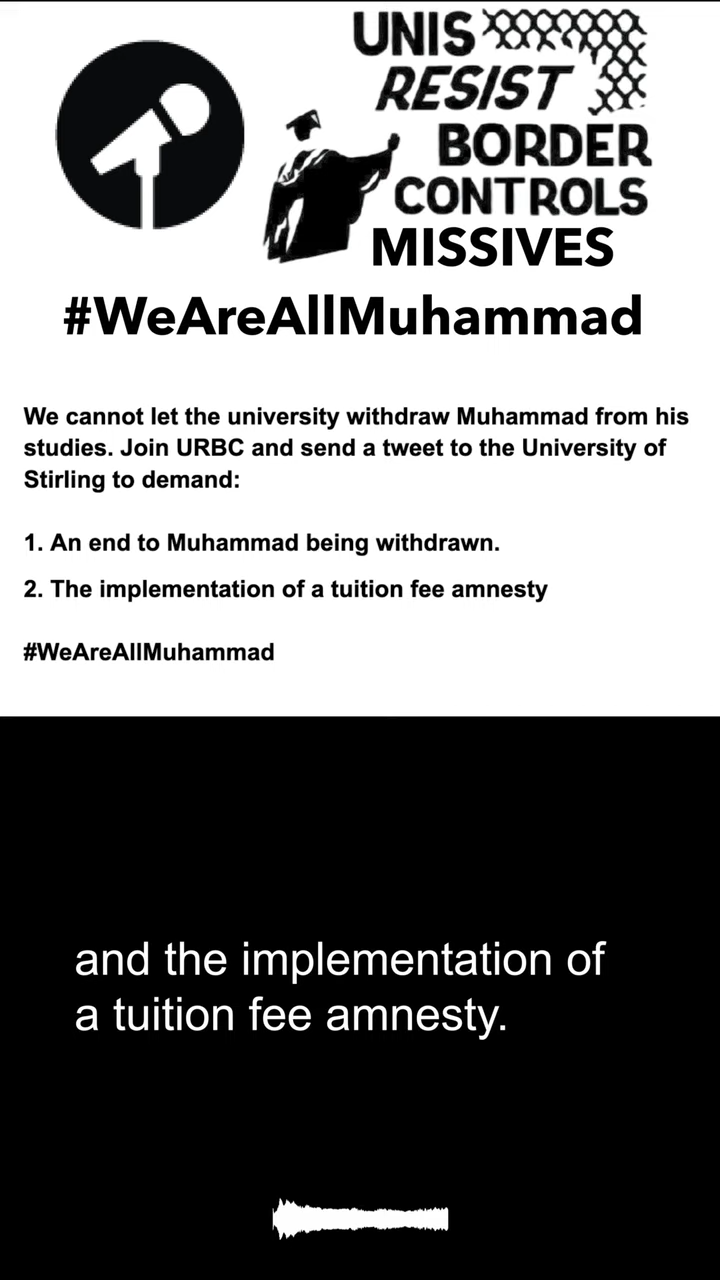 UNIS
RESIST
BORDER
CONTROLS
MISSIVES
#WeAreAllMuhammad
We cannot let the university withdraw Muhammad from his
studies. Join URBC and send a tweet to the University of
Stirling to demand:
1. An end to Muhammad being withdrawn.
2. The implementation of a tuition fee amnesty
#WeAreAllMuhammad
and the implementation of
a tuition fee amnesty.